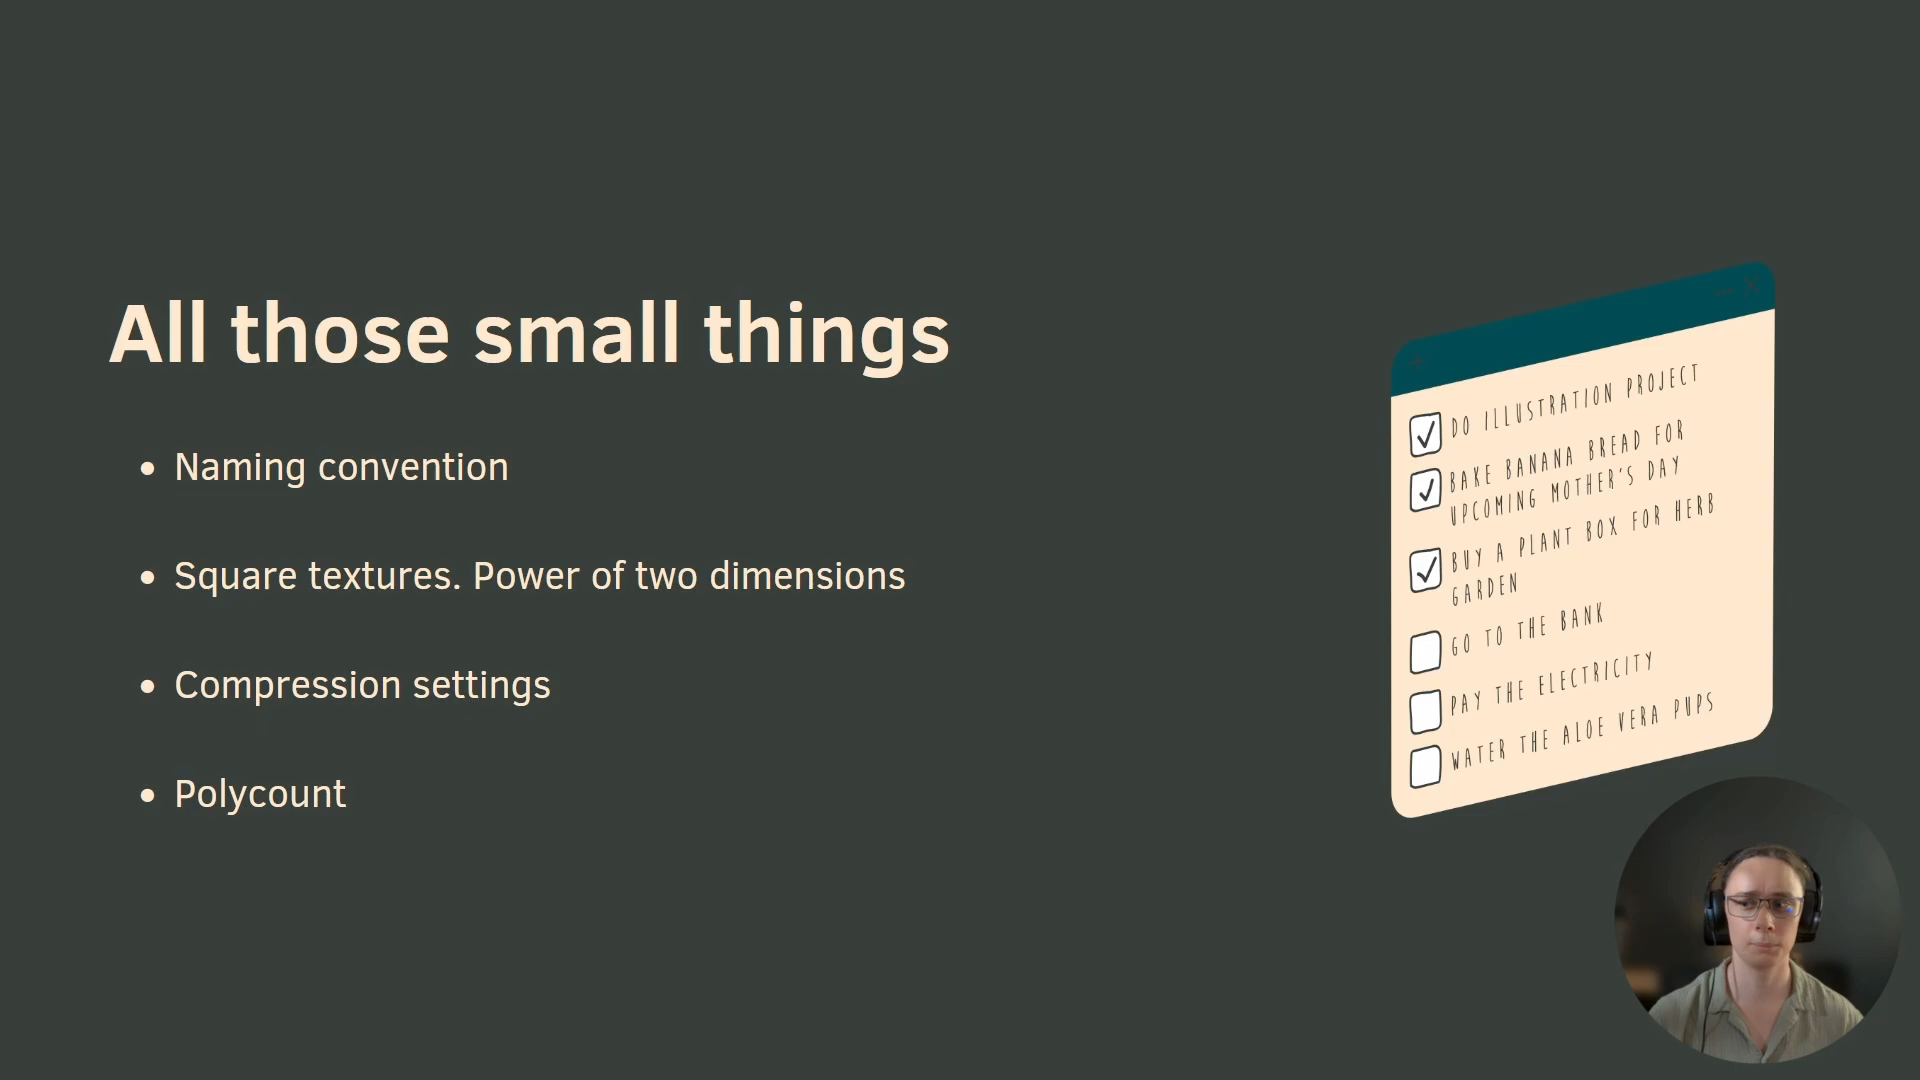 All those small things
• Naming convention
• Square textures. Power of two dimensions
• Compression settings
• Polycount
DO ILLUSTRATION PROJECT
BAKE BANANA BREAD FOR
UPCOMING MOTHER'S DAY
BUY A PLANT BOX FOR HERB
GARDEN
GO TO THE BANK
PAY THE ELECTRICITY
WATER THE ALOE VERA PUPS